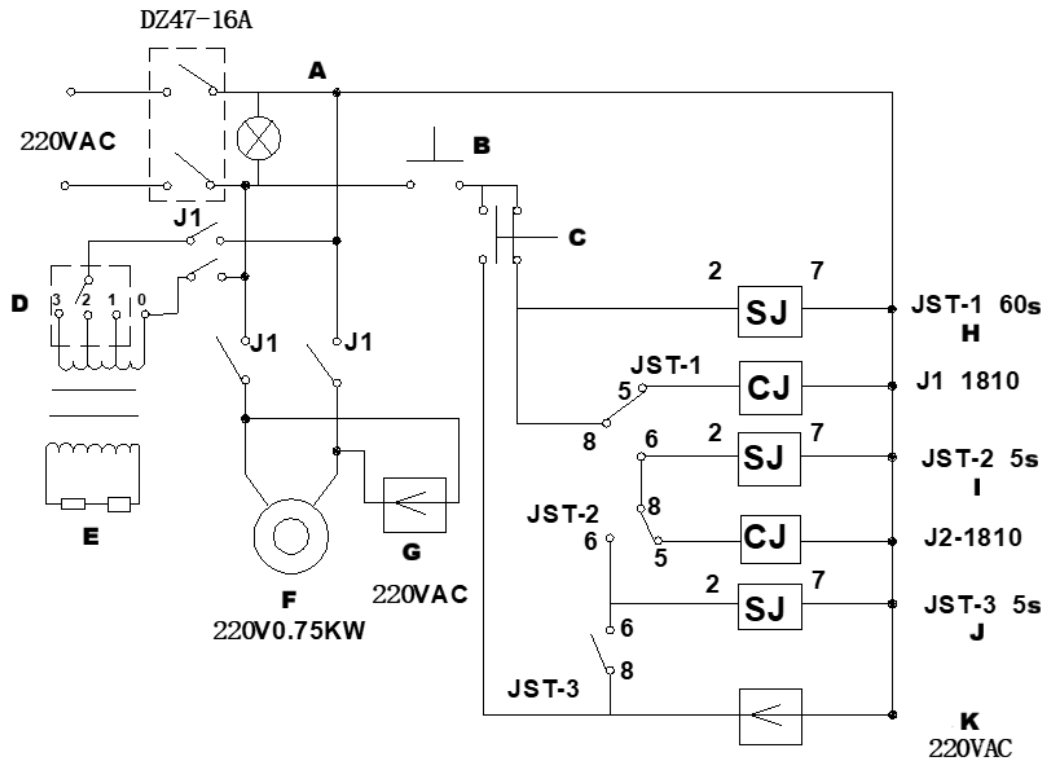 DZ47-16A
A
220VAC
B
J1
C
D
3 2 1 0
2 7
SJ
JST-1 60s
H
J1
J1
JST-1
5
CJ
J1 1810
8
6
2 7
SJ
JST-2 5s
I
JST-2
8
6
5
CJ
J2-1810
E
G
220VAC
F
220V0.75KW
2 7
SJ
JST-3 5s
J
6
8
JST-3
K
220VAC